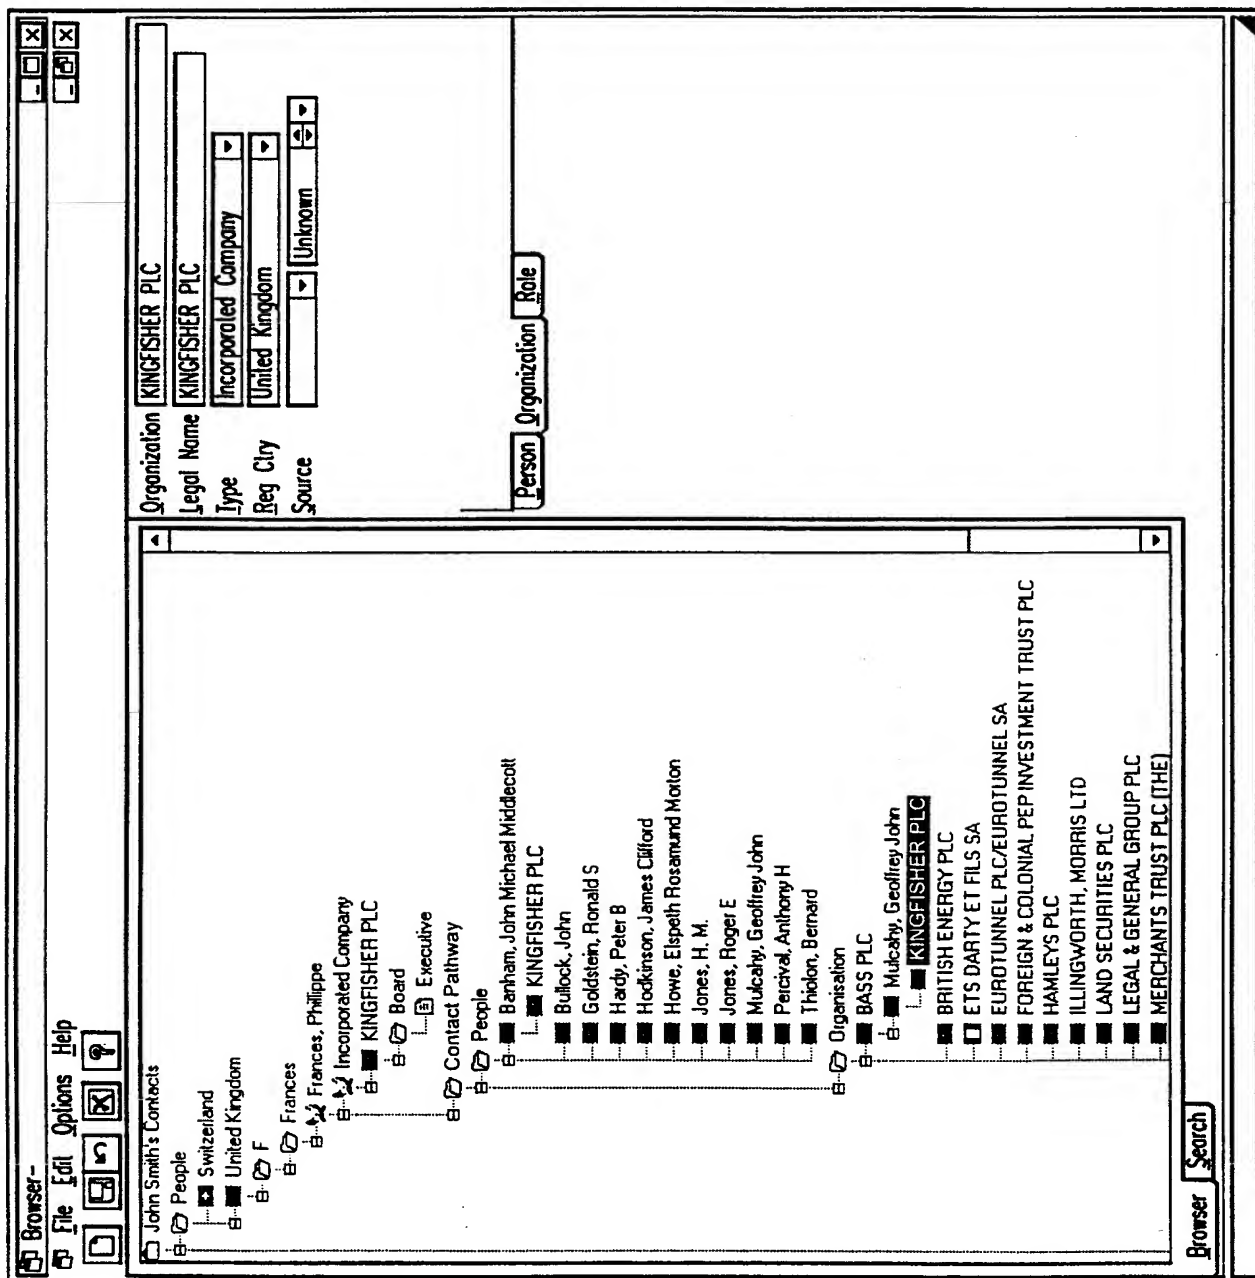 Browser-
File Edit Options Help
John Smith's Contacts
People
Switzerland
United Kingdom
F
Frances
Frances, Phillippe
Incorporated Company
KINGFISHER PLC
Board
Executive
Contact Pathway
People
Banham, John Michael Middlecott
KINGFISHER PLC
Bullock, John
Goldstein, Ronald S
Hardy, Peter B
Hodkinson, James Clifford
Howe, Elspeth Rosamund Morton
Jones, H. M.
Jones, Roger E
Mulcahy, Geoffrey John
Percival, Anthony H
Thiolon, Bernard
Organisation
BASS PLC
Mulcahy, Geoffrey John
KINGFISHER PLC
BRITISH ENERGY PLC
ETS DARTY ET FILS SA
EUROTUNNEL PLC/EUROTUNNEL SA
FOREIGN & COLONIAL PEP INVESTMENT TRUST PLC
HAMLEYS PLC
ILLINGWORTH, MORRIS LTD
LAND SECURITIES PLC
LEGAL & GENERAL GROUP PLC
MERCHANTS TRUST PLC (THE)
Browser Search
Organization KINGFISHER PLC
Legal Name KINGFISHER PLC
Type Incorporated Company
Reg Ctry United Kingdom
Source Unknown
Person Organization Role